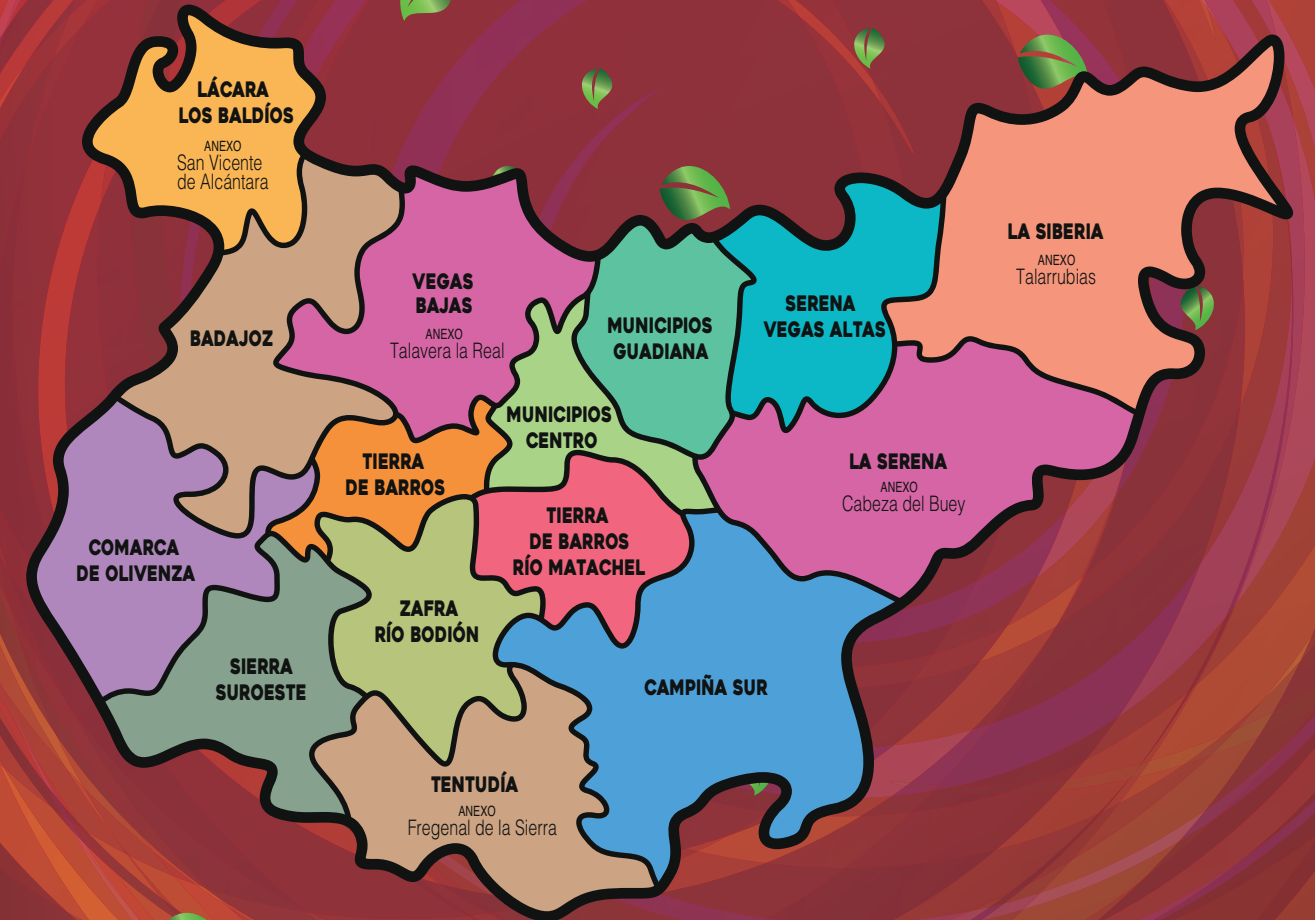 LÁCARA
LOS BALDÍOS
ANEXO
San Vicente
de Alcántara
LA SIBERIA
ANEXO
Talarrubias
VEGAS
BAJAS
ANEXO
Talavera la Real
SERENA
VEGAS ALTAS
MUNICIPIOS
GUADIANA
BADAJOZ
MUNICIPIOS
CENTRO
TIERRA
DE BARROS
LA SERENA
ANEXO
Cabeza del Buey
TIERRA
DE BARROS
RÍO MATACHEL
COMARCA
DE OLIVENZA
ZAFRA
RÍO BODIÓN
SIERRA
SUROESTE
CAMPIÑA SUR
TENTUDÍA
ANEXO
Fregenal de la Sierra